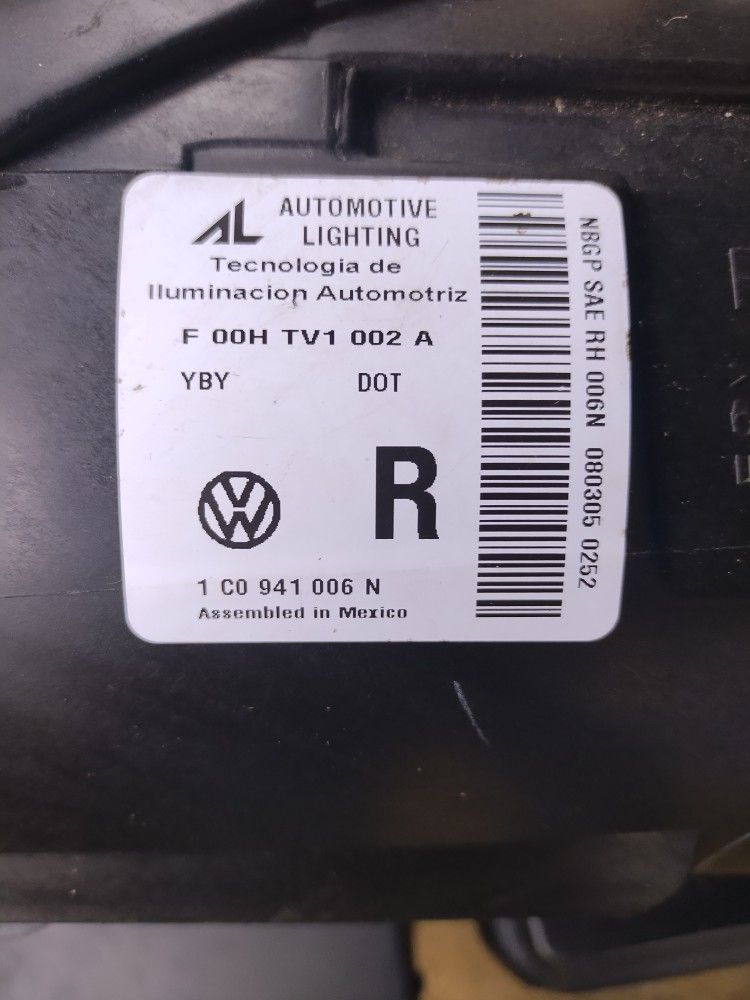 AL AUTOMOTIVE
LIGHTING
Tecnologia de
Iluminacion Automotriz
F 00H TV1 002 A
YBY DOT
R
1 C0 941 006 N
Assembled in Mexico
NBGP SAE RH 006N 080305 0252